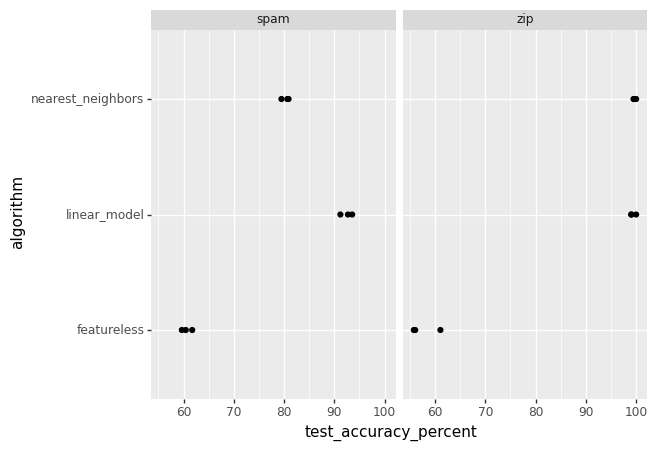 spam
zip
nearest_neighbors
linear_model
featureless
algorithm
60 70 80 90 100
60 70 80 90 100
test_accuracy_percent